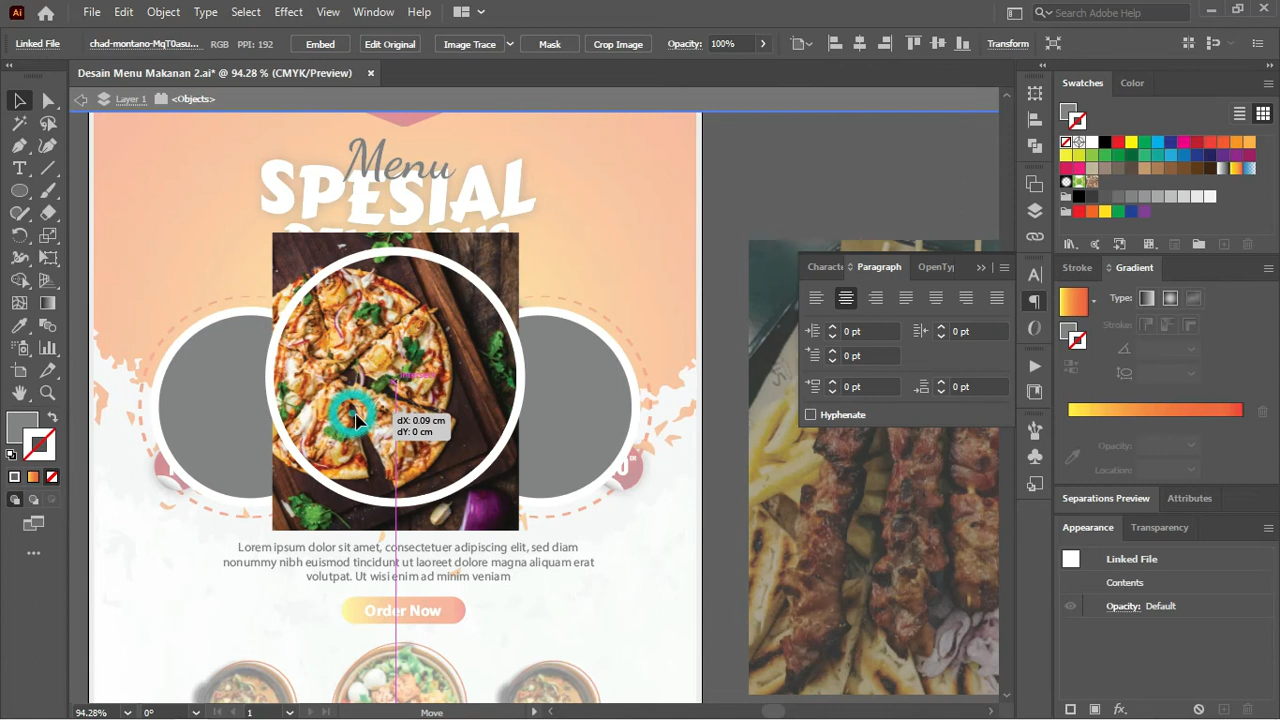 Ai File Edit Object Type Select Effect View Window Help Search Adobe Help
Linked File chad-montano-MqT0asu... RGB PPI: 192 Embed Edit Original Image Trace Mask Crop Image Opacity: 100% Transform
Desain Menu Makanan 2.ai* @ 94.28 % (CMYK/Preview) ×
Layer 1 <Objects>
Swatches Color
Menu
SPESIAL
Characte Paragraph OpenTy
0 pt 0 pt
0 pt
0 pt 0 pt
Hyphenate
Stroke Gradient
Type:
Stroke:
Opacity:
Location:
dX: 0.09 cm
dY: 0 cm
Lorem ipsum dolor sit amet, consectetuer adipiscing elit, sed diam
nonummy nibh euismod tincidunt ut laoreet dolore magna aliquam erat
volutpat. Ut wisi enim ad minim veniam
Order Now
Separations Preview Attributes
Appearance Transparency
Linked File
Contents
Opacity: Default
fx.
94.28% 0° 1 Move